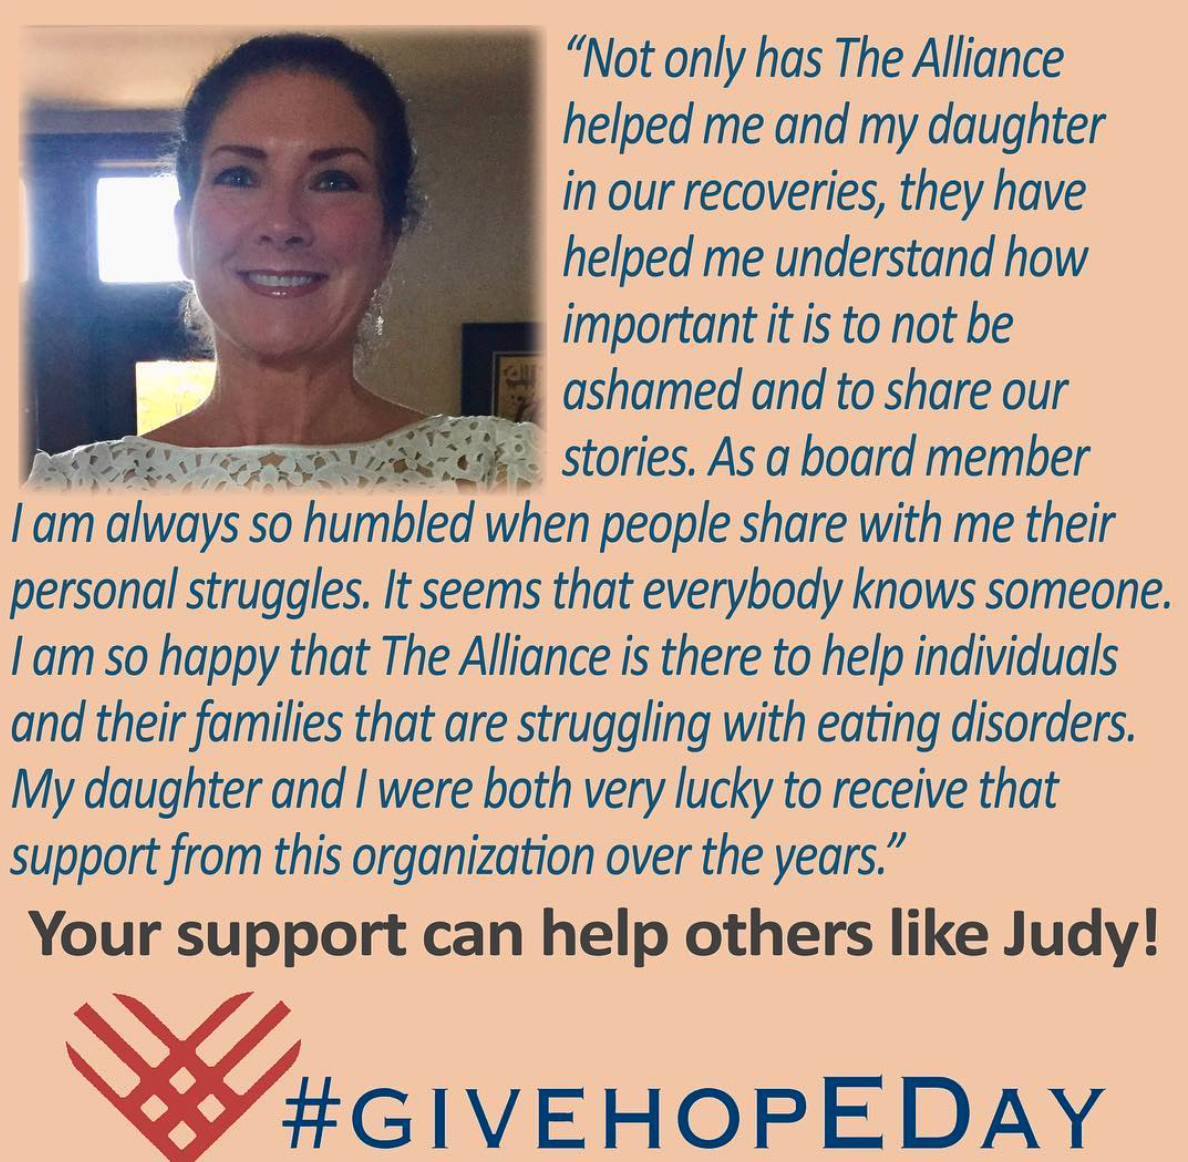 “Not only has The Alliance
helped me and my daughter
in our recoveries, they have
helped me understand how
important it is to not be
ashamed and to share our
stories. As a board member
I am always so humbled when people share with me their
personal struggles. It seems that everybody knows someone.
I am so happy that The Alliance is there to help individuals
and their families that are struggling with eating disorders.
My daughter and I were both very lucky to receive that
support from this organization over the years.”
Your support can help others like Judy!
#GIVEHOPEDAY